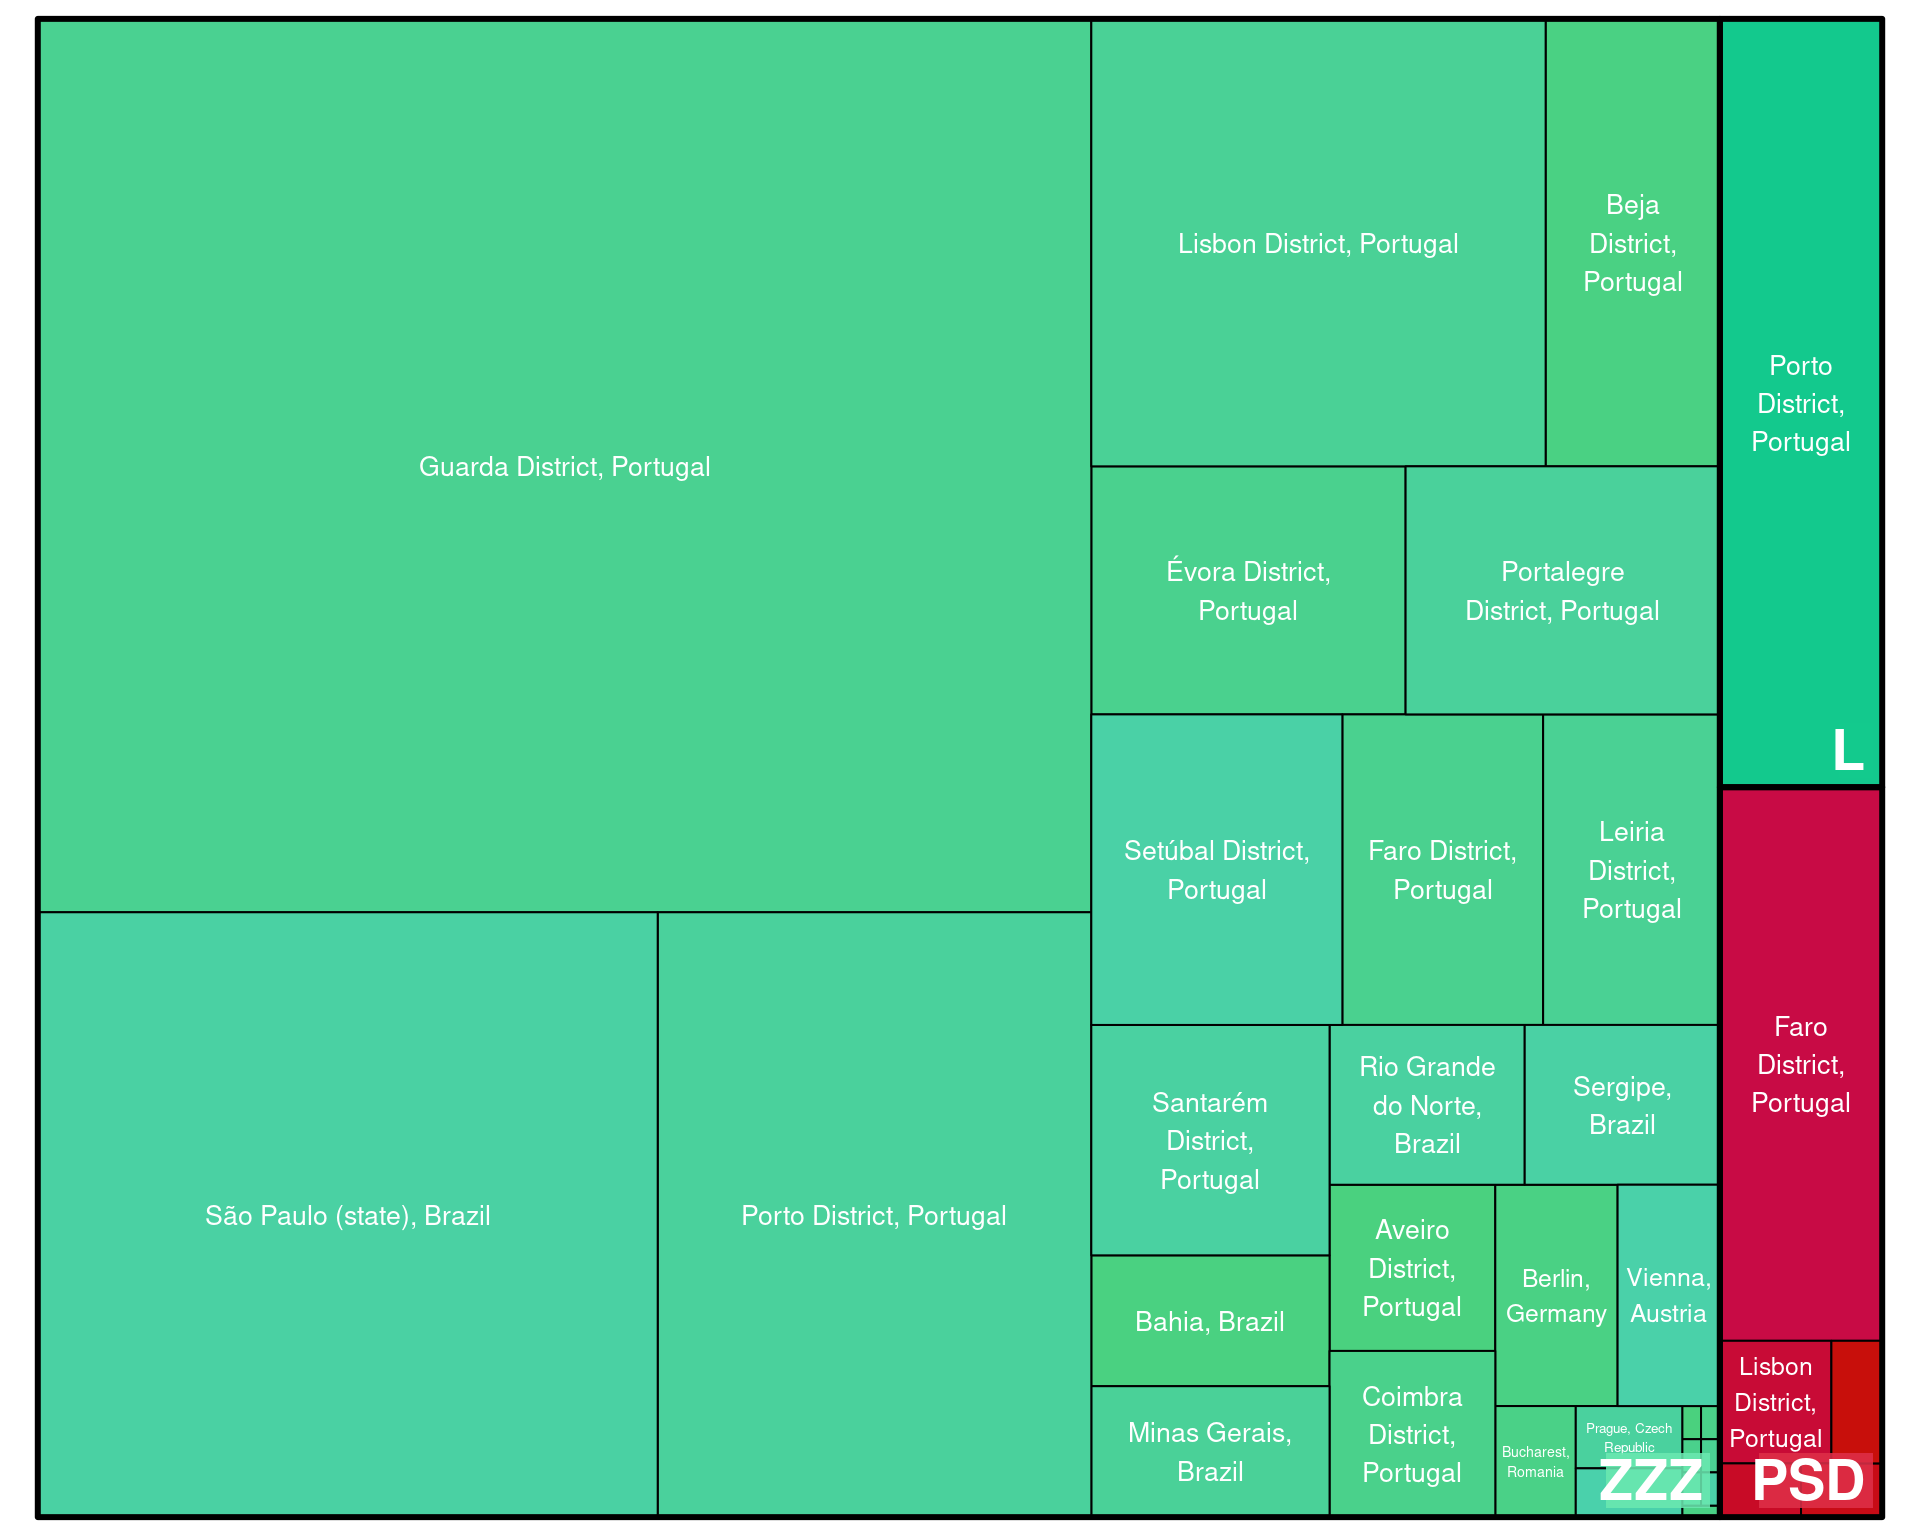 Guarda District, Portugal
São Paulo (state), Brazil
Porto District, Portugal
Lisbon District, Portugal
Beja
District,
Portugal
Évora District,
Portugal
Portalegre
District, Portugal
Setúbal District,
Portugal
Faro District,
Portugal
Leiria
District,
Portugal
Santarém
District,
Portugal
Rio Grande
do Norte,
Brazil
Sergipe,
Brazil
Bahia, Brazil
Minas Gerais,
Brazil
Aveiro
District,
Portugal
Coimbra
District,
Portugal
Berlin,
Germany
Vienna,
Austria
Bucharest,
Romania
Prague, Czech
Republic
ZZZ
Porto
District,
Portugal
L
Faro
District,
Portugal
Lisbon
District,
Portugal
PSD